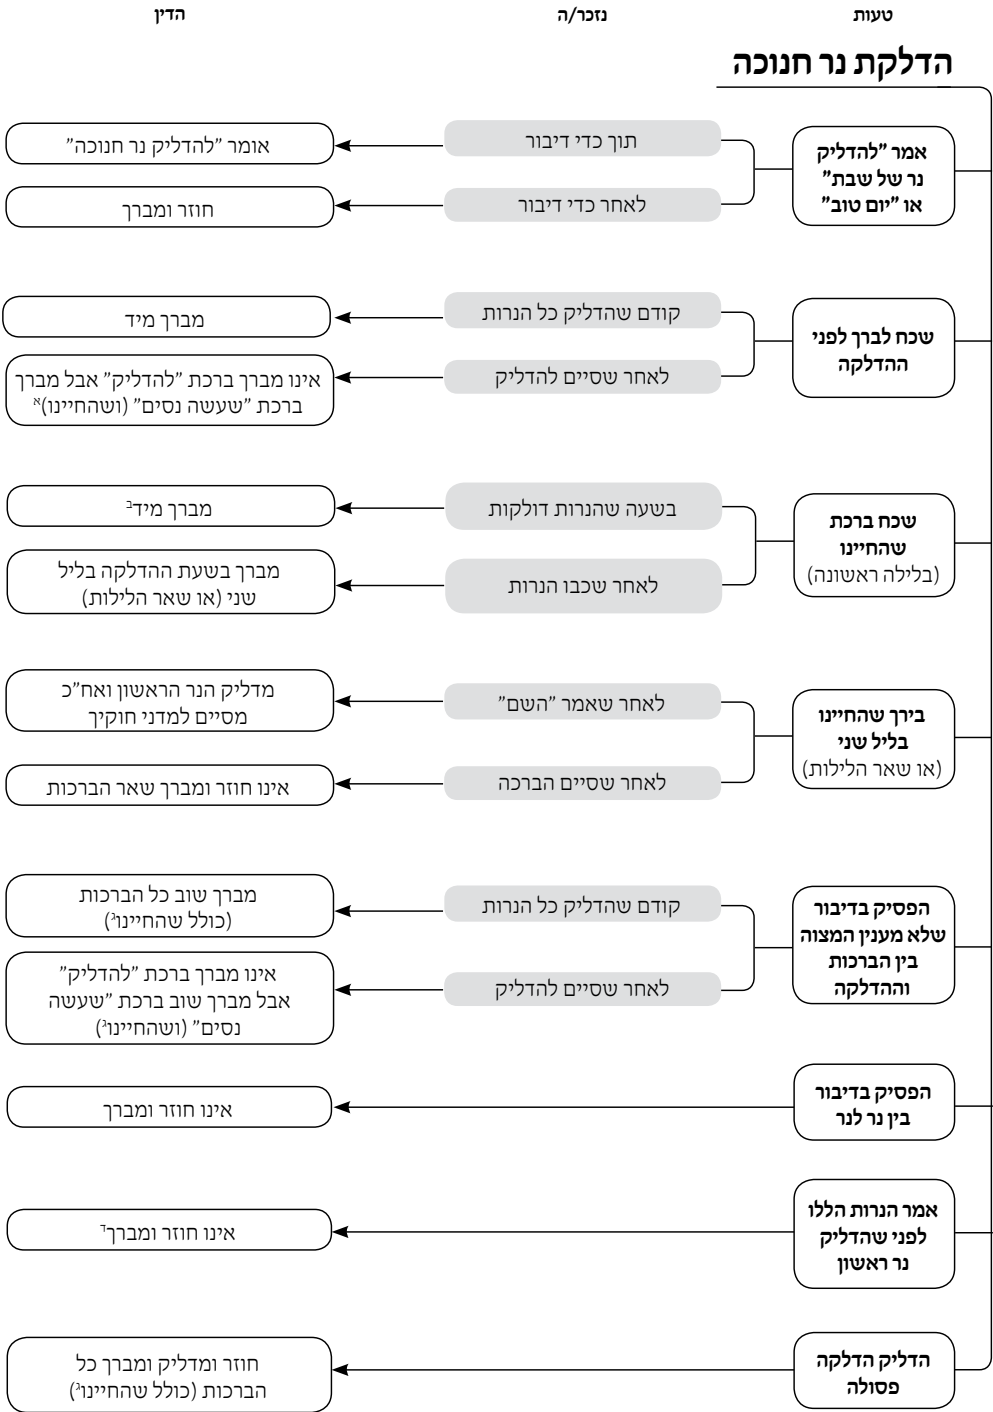 טעות
נזכר/ה
הדין
הדלקת נר חנוכה
אמר "להדליק
נר של שבת"
או "יום טוב"
תוך כדי דיבור
אומר "להדליק נר חנוכה"
לאחר כדי דיבור
חוזר ומברך
שכח לברך לפני
ההדלקה
קודם שהדליק כל הנרות
מברך מיד
לאחר שסיים להדליק
אינו מברך ברכת "להדליק" אבל מברך
ברכת "שעשה נסים" (ושהחיינו)א
שכח ברכת
שהחיינו
(בלילה ראשונה)
בשעה שהנרות דולקות
מברך מידב
לאחר שכבו הנרות
מברך בשעת ההדלקה בליל
שני (או שאר הלילות)
בירך שהחיינו
בליל שני
(או שאר הלילות)
לאחר שאמר "השם"
מדליק הנר הראשון ואח"כ
מסיים למדני חוקיך
לאחר שסיים הברכה
אינו חוזר ומברך שאר הברכות
הפסיק בדיבור
שלא מענין המצוה
בין הברכות
וההדלקה
קודם שהדליק כל הנרות
מברך שוב כל הברכות
(כולל שהחיינוג)
לאחר שסיים להדליק
אינו מברך ברכת "להדליק"
אבל מברך שוב ברכת "שעשה
נסים" (ושהחיינוג)
הפסיק בדיבור
בין נר לנר
אינו חוזר ומברך
אמר הנרות הללו
לפני שהדליק
נר ראשון
אינו חוזר ומברךד
הדליק הדלקה
פסולה
חוזר ומדליק ומברך כל
הברכות (כולל שהחיינוג)